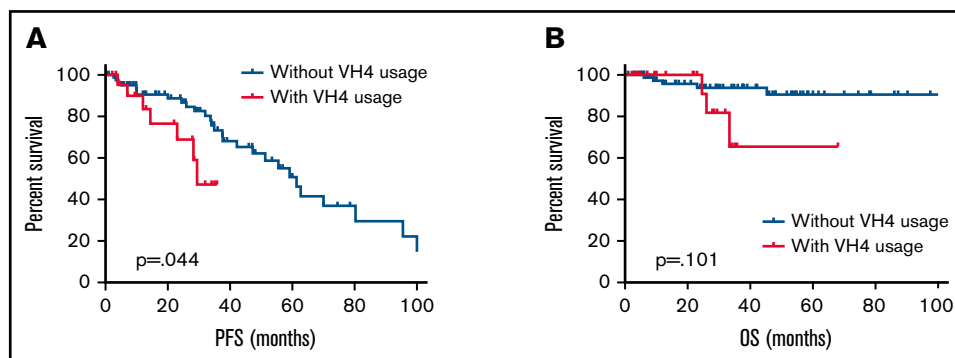 A
Percent survival
100
80
60
40
20
0
Without VH4 usage
With VH4 usage
p=.044
0 20 40 60 80 100
PFS (months)
B
Percent survival
100
80
60
40
20
0
Without VH4 usage
With VH4 usage
p=.101
0 20 40 60 80 100
OS (months)